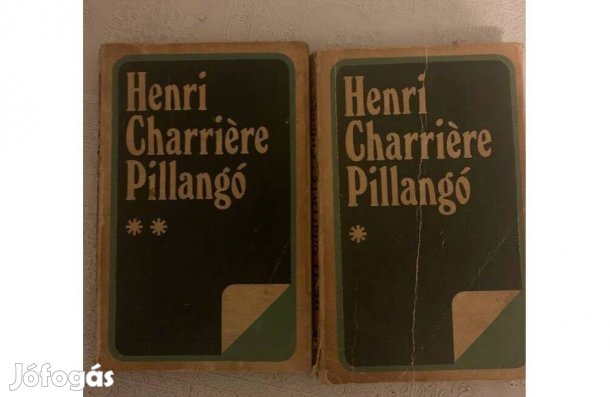 Henri
Charrière
Pillangó
**
Henri
Charrière
Pillangó
*
Jófogás